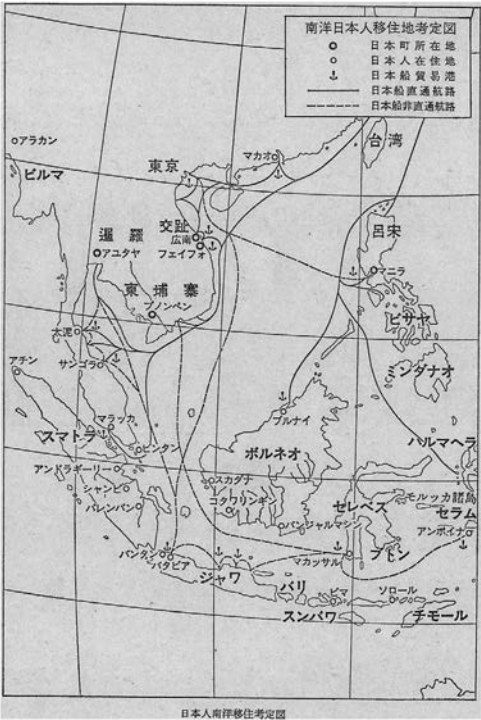 南洋日本人移住地考定図
日本町所在地
日本人在住地
日本船貿易港
日本船直通航路
日本船非直通航路
アラカン
ビルマ
東京
マカオ
台湾
暹羅
アユタヤ
交趾
広南
フェイフォ
呂宋
マニラ
東埔寨
プノンペン
ビサヤ
太泥
サンゴラ
アチン
ミンダナオ
ブルナイ
マラッカ
スマトラ
ビンタン
ボルネオ
ハルマヘラ
アンドラギーリー
スカダナ
シャンビ
コタワリンギン
モルッカ諸島
セレベス
セラム
パレンバン
バンジャルマシン
アンボイナ
バンタン
バタビア
マカッサル
ブトン
ジャワ
バリ
ビマ
ソロール
スンバワ
チモール
日本人南洋移住考定図